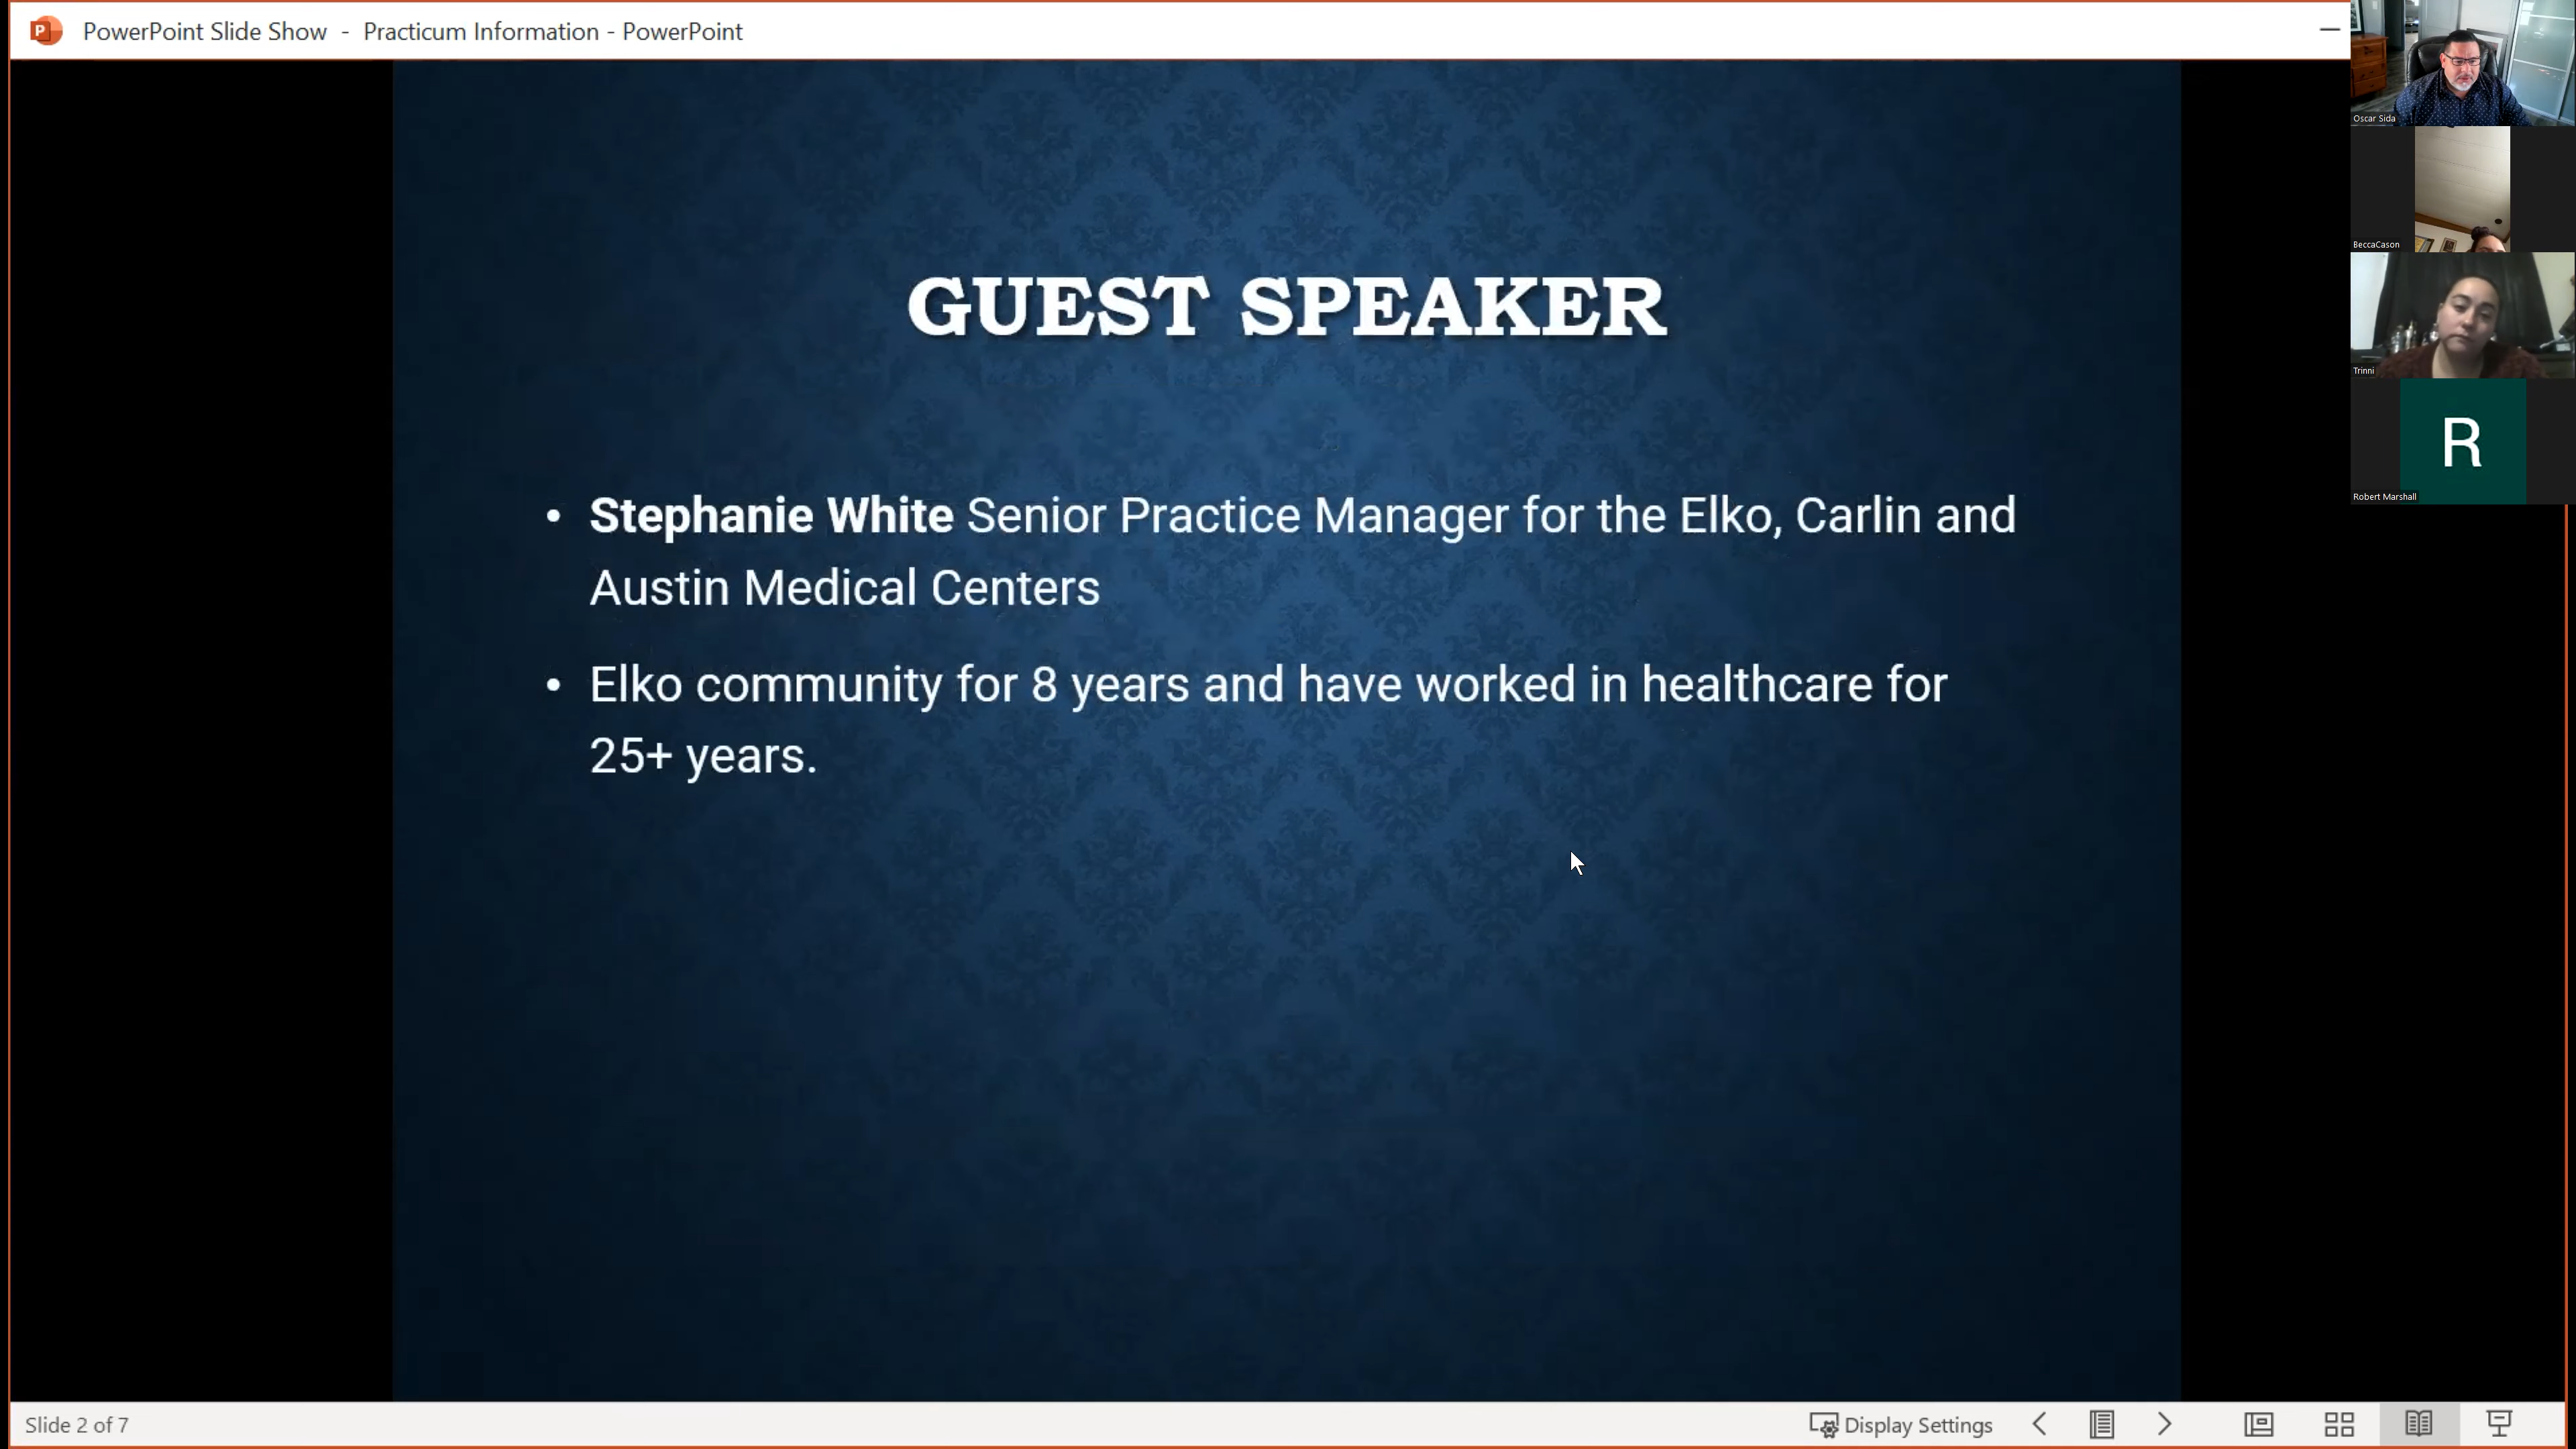 PowerPoint Slide Show - Practicum Information - PowerPoint
GUEST SPEAKER
• Stephanie White Senior Practice Manager for the Elko, Carlin and
Austin Medical Centers
• Elko community for 8 years and have worked in healthcare for
25+ years.
Oscar Sida
BeccaCason
Trinni
R
Robert Marshall
Slide 2 of 7
Display Settings